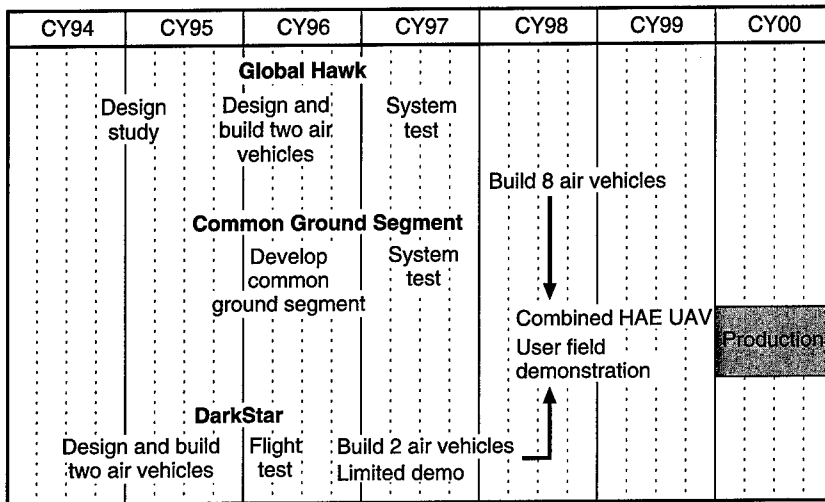 CY94 CY95 CY96 CY97 CY98 CY99 CY00
Global Hawk
Design
study
Design and
build two air
vehicles
System
test
Build 8 air vehicles
Common Ground Segment
Develop
common
ground segment
System
test
Combined HAE UAV
User field
demonstration
Production
DarkStar
Design and build
two air vehicles
Flight
test
Build 2 air vehicles
Limited demo